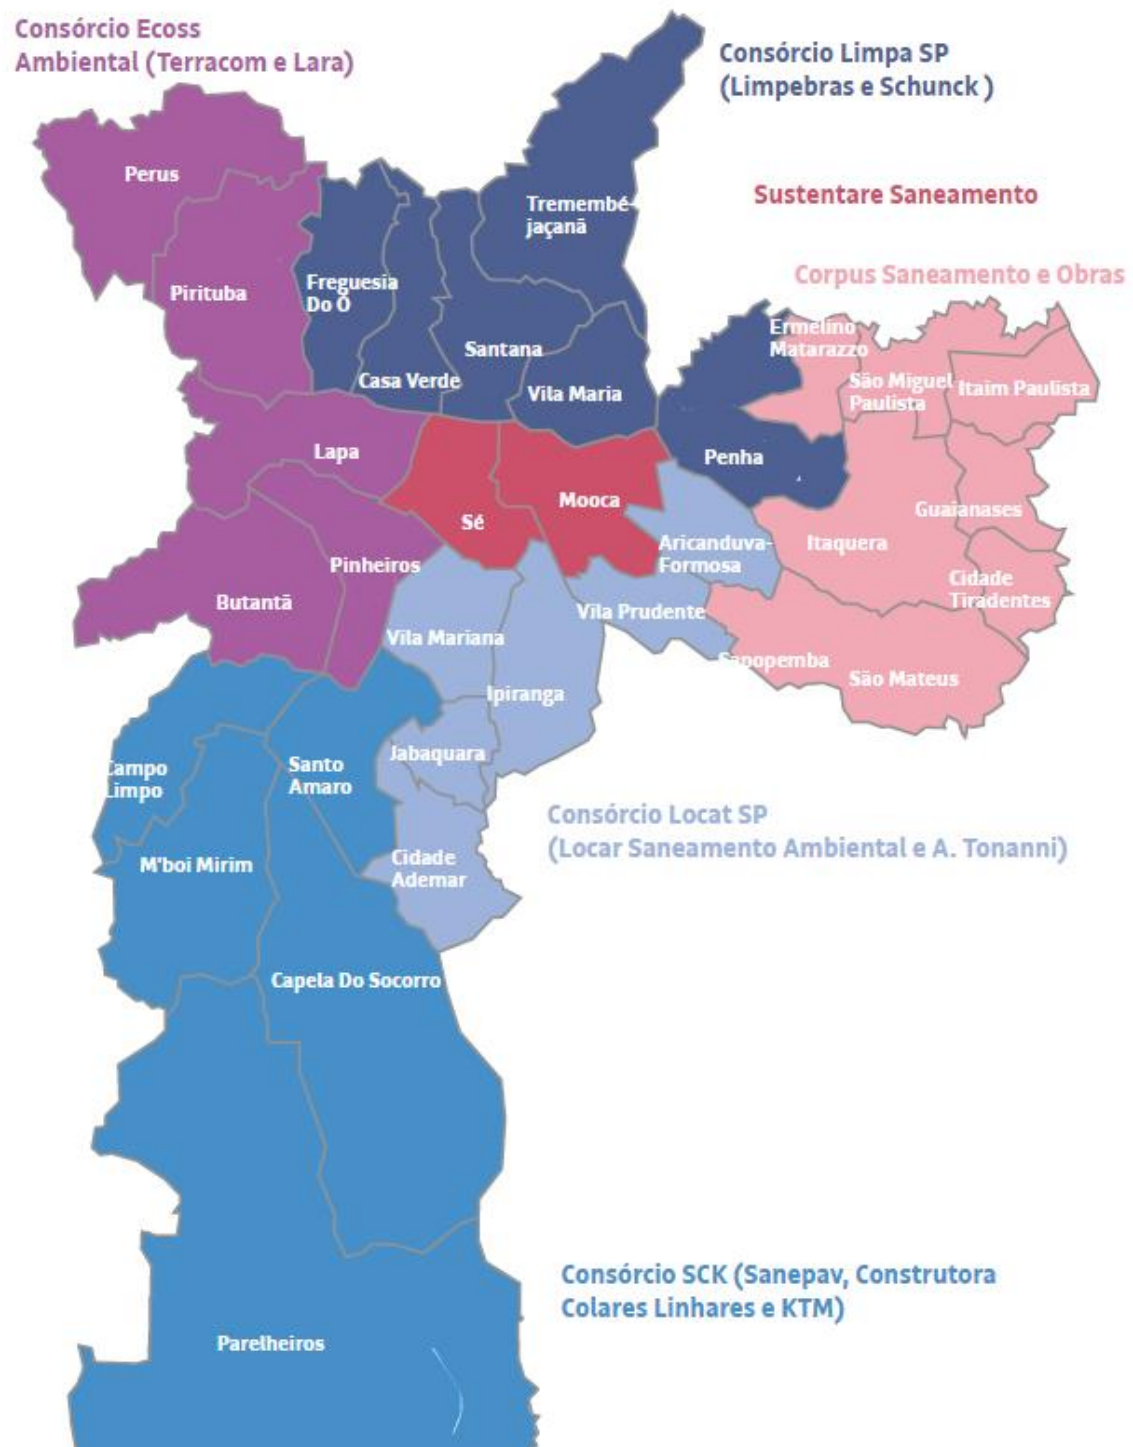 Consórcio Ecoss
Ambiental (Terracom e Lara)
Consórcio Limpa SP
(Limpebras e Schunck )
Sustentare Saneamento
Corpus Saneamento e Obras
Perus
Pirituba
Tremembé-
jaçanã
Freguesia
Do Ó
Santana
Casa Verde
Vila Maria
Ermelino
Matarazzo
São Miguel
Paulista
Itaim Paulista
Lapa
Penha
Sé
Mooca
Guaianases
Pinheiros
Aricanduva-
Formosa
Itaquera
Cidade
Tiradentes
Butantã
Vila Prudente
Vila Mariana
Sapopemba
São Mateus
Ipiranga
Jabaquara
Campo
Limpo
Santo
Amaro
Consórcio Locat SP
(Locar Saneamento Ambiental e A. Tonanni)
M'boi Mirim
Cidade
Ademar
Capela Do Socorro
Consórcio SCK (Sanepav, Construtora
Colares Linhares e KTM)
Parelheiros